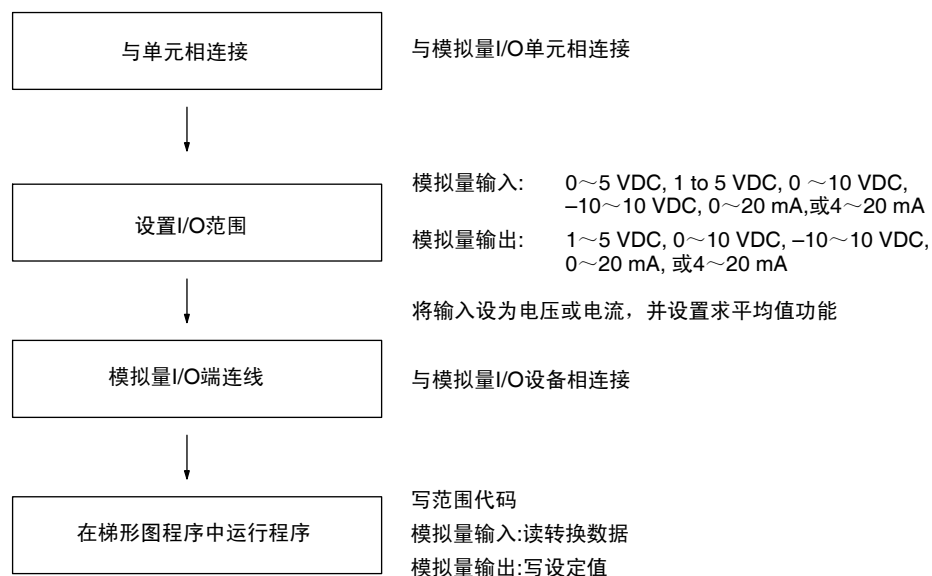 与单元相连接
与模拟量I/O单元相连接
设置I/O范围
模拟量输入: 0～5 VDC, 1 to 5 VDC, 0 ～10 VDC,
–10～10 VDC, 0～20 mA,或4～20 mA
模拟量输出: 1～5 VDC, 0～10 VDC, –10～10 VDC,
0～20 mA, 或4～20 mA
将输入设为电压或电流，并设置求平均值功能
模拟量I/O端连线
与模拟量I/O设备相连接
在梯形图程序中运行程序
写范围代码
模拟量输入:读转换数据
模拟量输出:写设定值